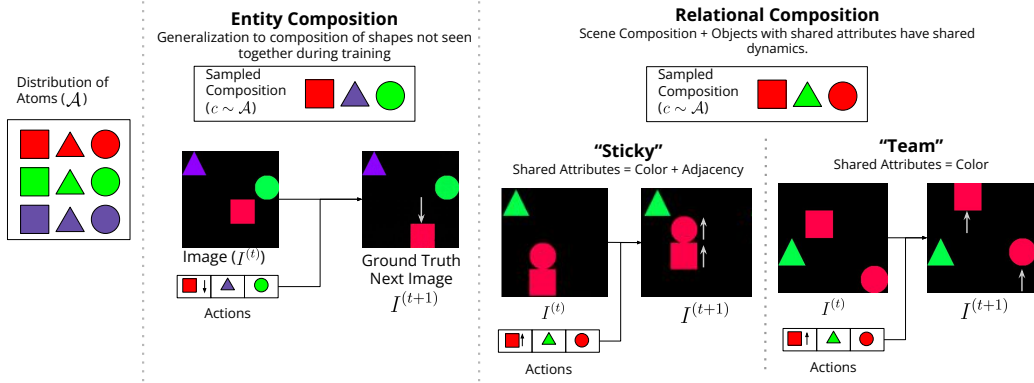 Distribution of
Atoms (𝒜)
Entity Composition
Generalization to composition of shapes not seen
together during training
Sampled
Composition
(c ∼ 𝒜)
Image (I^(t))
Actions
Ground Truth
Next Image
I^(t+1)
Relational Composition
Scene Composition + Objects with shared attributes have shared
dynamics.
Sampled
Composition
(c ∼ 𝒜)
“Sticky”
Shared Attributes = Color + Adjacency
I^(t)
I^(t+1)
Actions
“Team”
Shared Attributes = Color
I^(t)
I^(t+1)
Actions